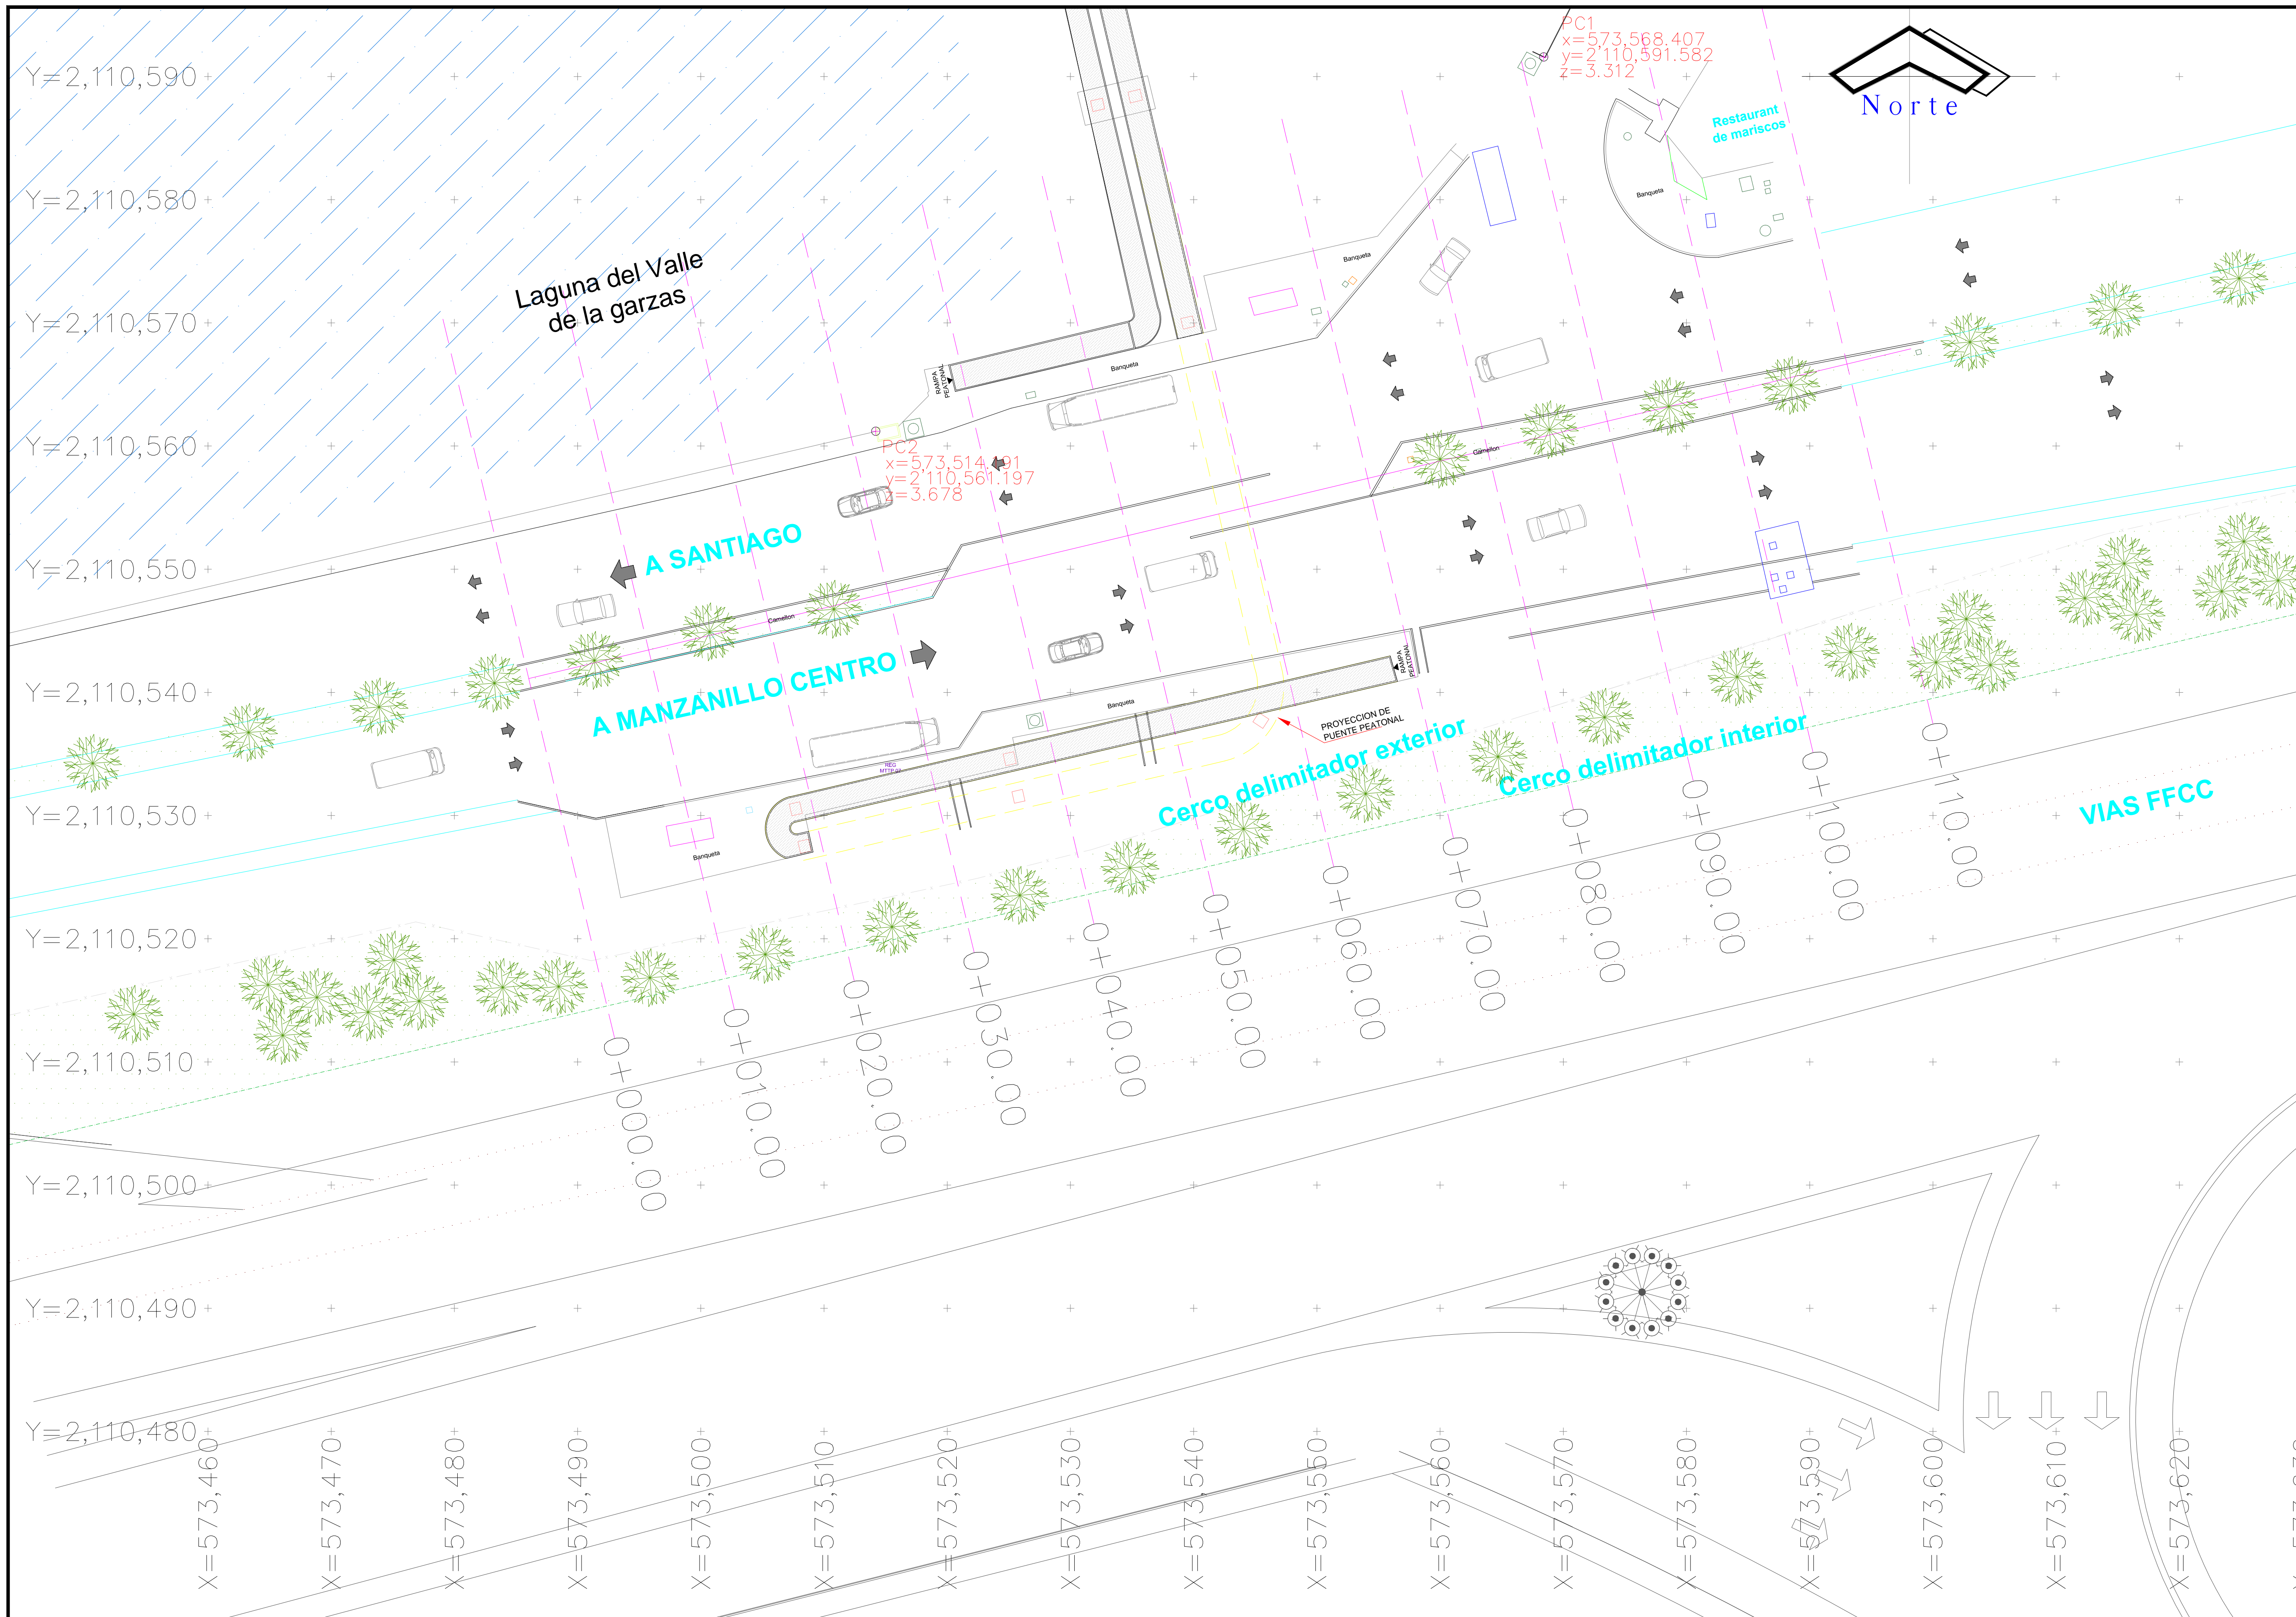 PC1
x=573,568.407
y=2'110,591.582
z=3.312
Norte
Restaurant
de mariscos
Banqueta
Y=2,110,590
Y=2,110,580
Y=2,110,570
Y=2,110,560
Y=2,110,550
Y=2,110,540
Y=2,110,530
Y=2,110,520
Y=2,110,510
Y=2,110,500
Y=2,110,490
Y=2,110,480
Laguna del Valle
de la garzas
Banqueta
Banqueta
RAMPA
PEATONAL
PC2
x=573,514.191
y=2'110,561.197
z=3.678
Camellon
A SANTIAGO
Camellon
A MANZANILLO CENTRO
RAMPA
PEATONAL
Banqueta
PROYECCION DE
PUENTE PEATONAL
REG
Banqueta
Cerco delimitador exterior
Cerco delimitador interior
VIAS FFCC
0+000.00
0+010.00
0+020.00
0+030.00
0+040.00
0+050.00
0+060.00
0+070.00
0+080.00
0+090.00
0+100.00
0+110.00
X=573,460
X=573,470
X=573,480
X=573,490
X=573,500
X=573,510
X=573,520
X=573,530
X=573,540
X=573,550
X=573,560
X=573,570
X=573,580
X=573,590
X=573,600
X=573,610
X=573,620